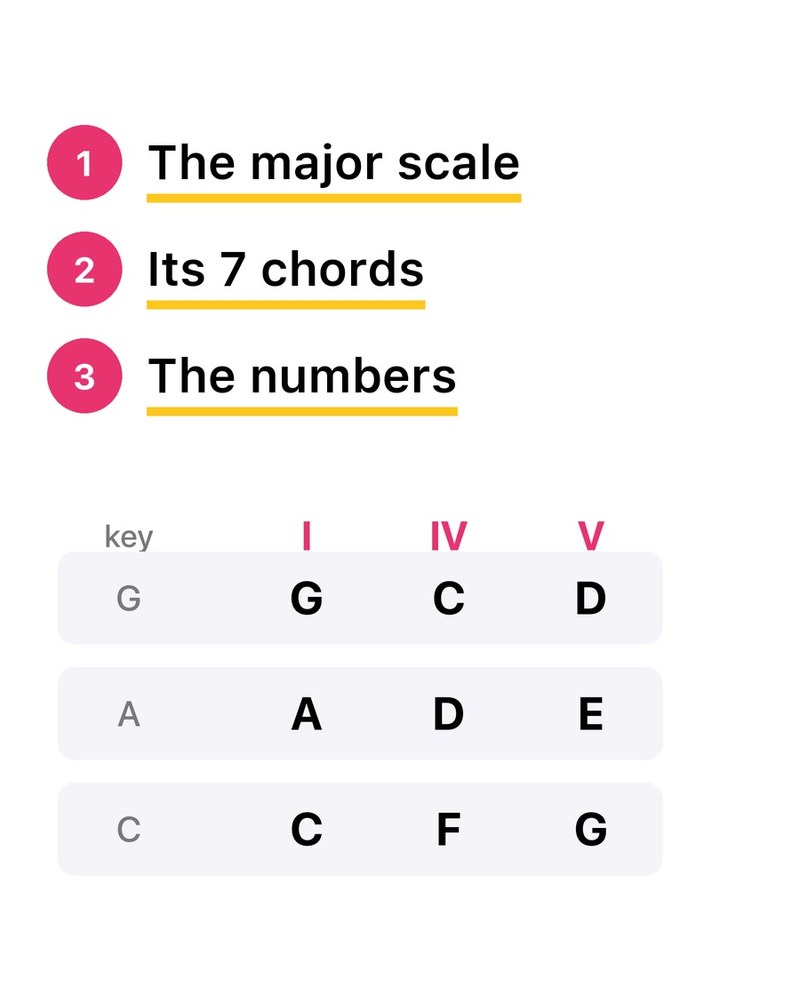 1 The major scale
2 Its 7 chords
3 The numbers
key I IV V
G G C D
A A D E
C C F G